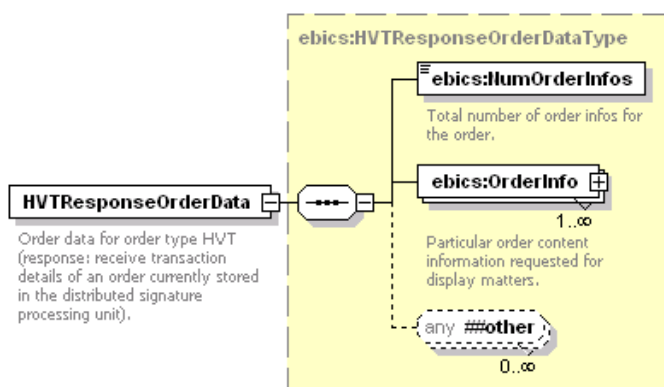 ebics:HVTResponseOrderDataType
ebics:NumOrderInfos
Total number of order infos for
the order.
HVTResponseOrderData
Order data for order type HVT
(response: receive transaction
details of an order currently stored
in the distributed signature
processing unit).
ebics:OrderInfo
1..∞
Particular order content
information requested for
display matters.
any ##other
0..∞